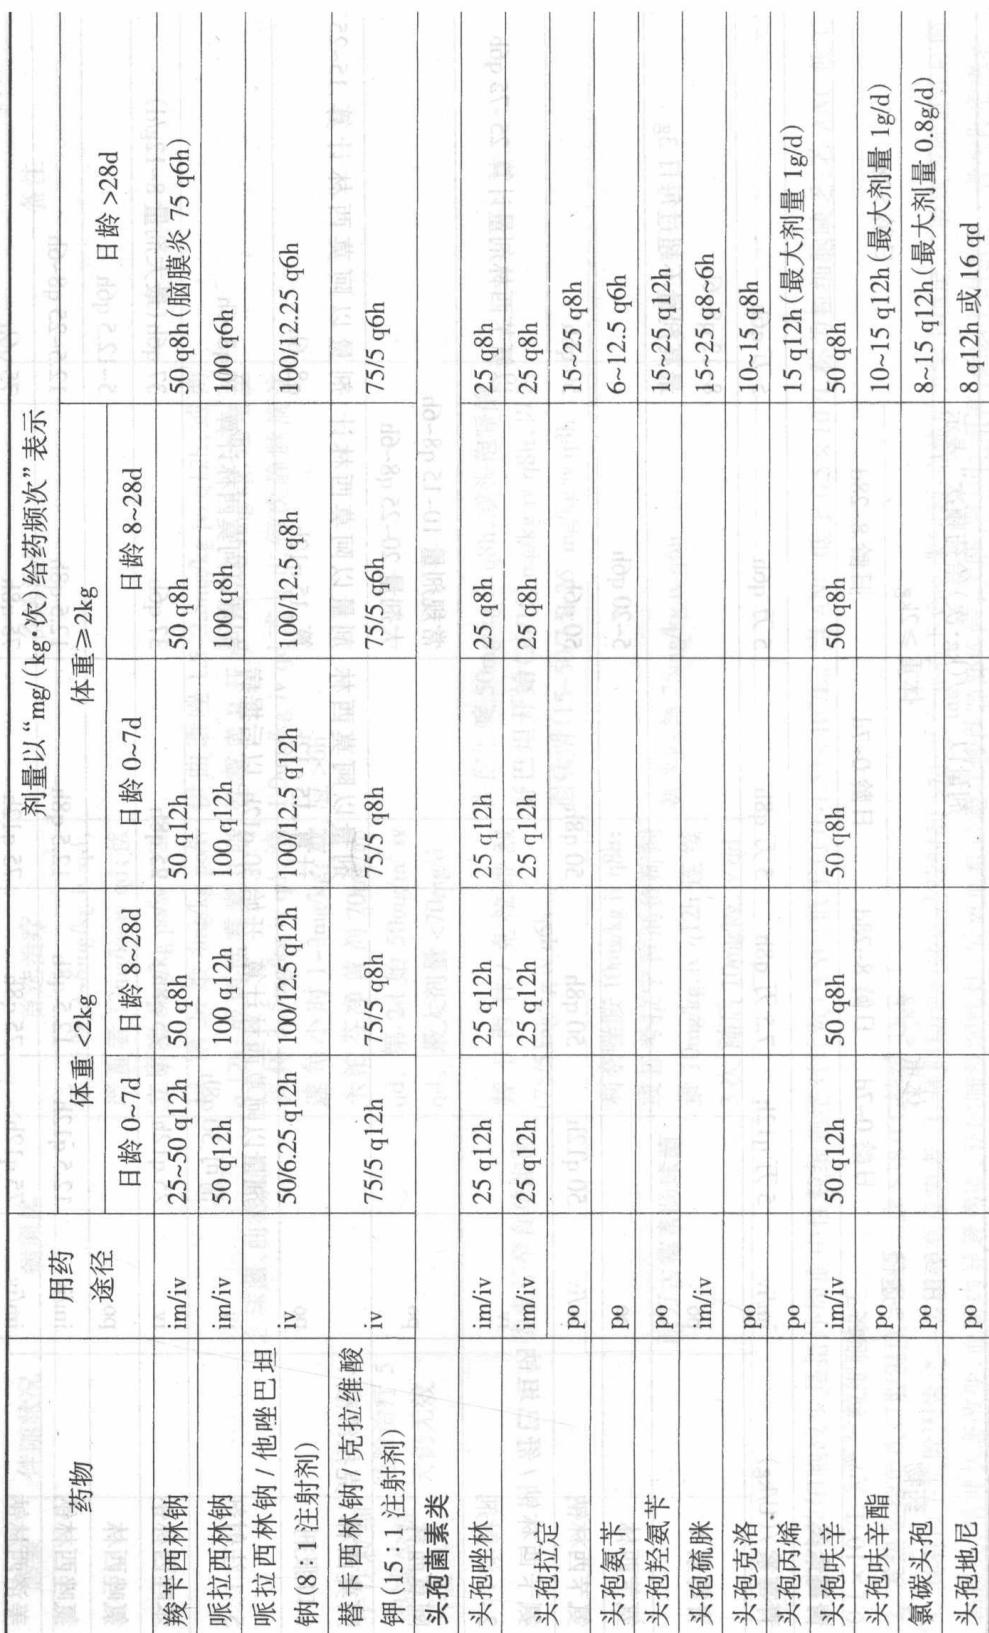 药物 用药途径 剂量以“mg/(kg·次)给药频次”表示
体重<2kg 体重≥2kg 日龄>28d
日龄0~7d 日龄8~28d 日龄0~7d 日龄8~28d
羧苄西林钠 im/iv 25~50 q12h 50 q8h 50 q12h 50 q8h 50 q8h(脑膜炎 75 q6h)
哌拉西林钠 im/iv 50 q12h 100 q12h 100 q12h 100 q8h 100 q6h
哌拉西林钠/他唑巴坦
钠(8:1注射剂) iv 50/6.25 q12h 100/12.5 q12h 100/12.5 q12h 100/12.5 q8h 100/12.25 q6h
替卡西林钠/克拉维酸
钾(15:1注射剂) iv 75/5 q12h 75/5 q8h 75/5 q8h 75/5 q6h 75/5 q6h
头孢菌素类
头孢唑林 im/iv 25 q12h 25 q12h 25 q12h 25 q8h 25 q8h
头孢拉定 im/iv 25 q12h 25 q12h 25 q12h 25 q8h 25 q8h
po 15~25 q8h
头孢氨苄 po 6~12.5 q6h
头孢羟氨苄 po 15~25 q12h
头孢硫脒 im/iv 15~25 q8~6h
头孢克洛 po 10~15 q8h
头孢丙烯 po 15 q12h(最大剂量 1g/d)
头孢呋辛 im/iv 50 q12h 50 q8h 50 q8h 50 q8h 50 q8h
头孢呋辛酯 po 10~15 q12h(最大剂量 1g/d)
氯碳头孢 po 8~15 q12h(最大剂量 0.8g/d)
头孢地尼 po 8 q12h 或 16 qd